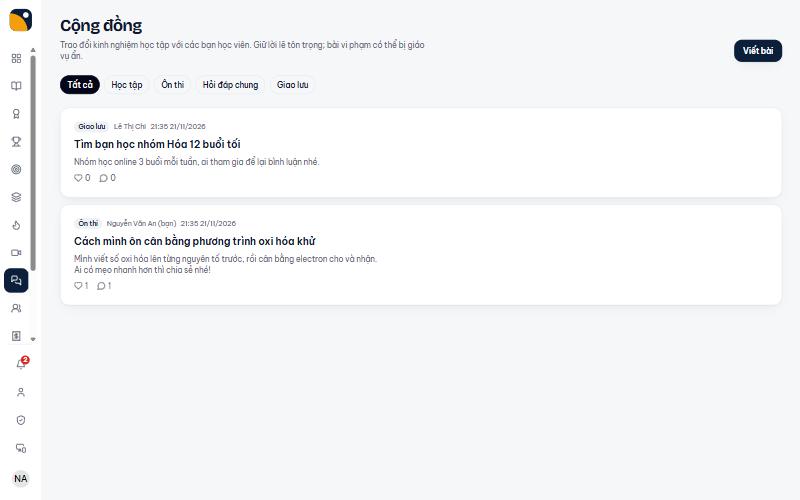 Cộng đồng
Trao đổi kinh nghiệm học tập với các bạn học viên. Giữ lời lẽ tôn trọng; bài vi phạm có thể bị giáo
vụ ẩn.
Viết bài
Tất cả
Học tập
Ôn thi
Hỏi đáp chung
Giao lưu
Giao lưu Lê Thị Chi 21:35 21/11/2026
Tìm bạn học nhóm Hóa 12 buổi tối
Nhóm học online 3 buổi mỗi tuần, ai tham gia để lại bình luận nhé.
0 0
Ôn thi Nguyễn Văn An (bạn) 21:35 21/11/2026
Cách mình ôn cân bằng phương trình oxi hóa khử
Mình viết số oxi hóa lên từng nguyên tố trước, rồi cân bằng electron cho và nhận.
Ai có mẹo nhanh hơn thì chia sẻ nhé!
1 1
2
NA